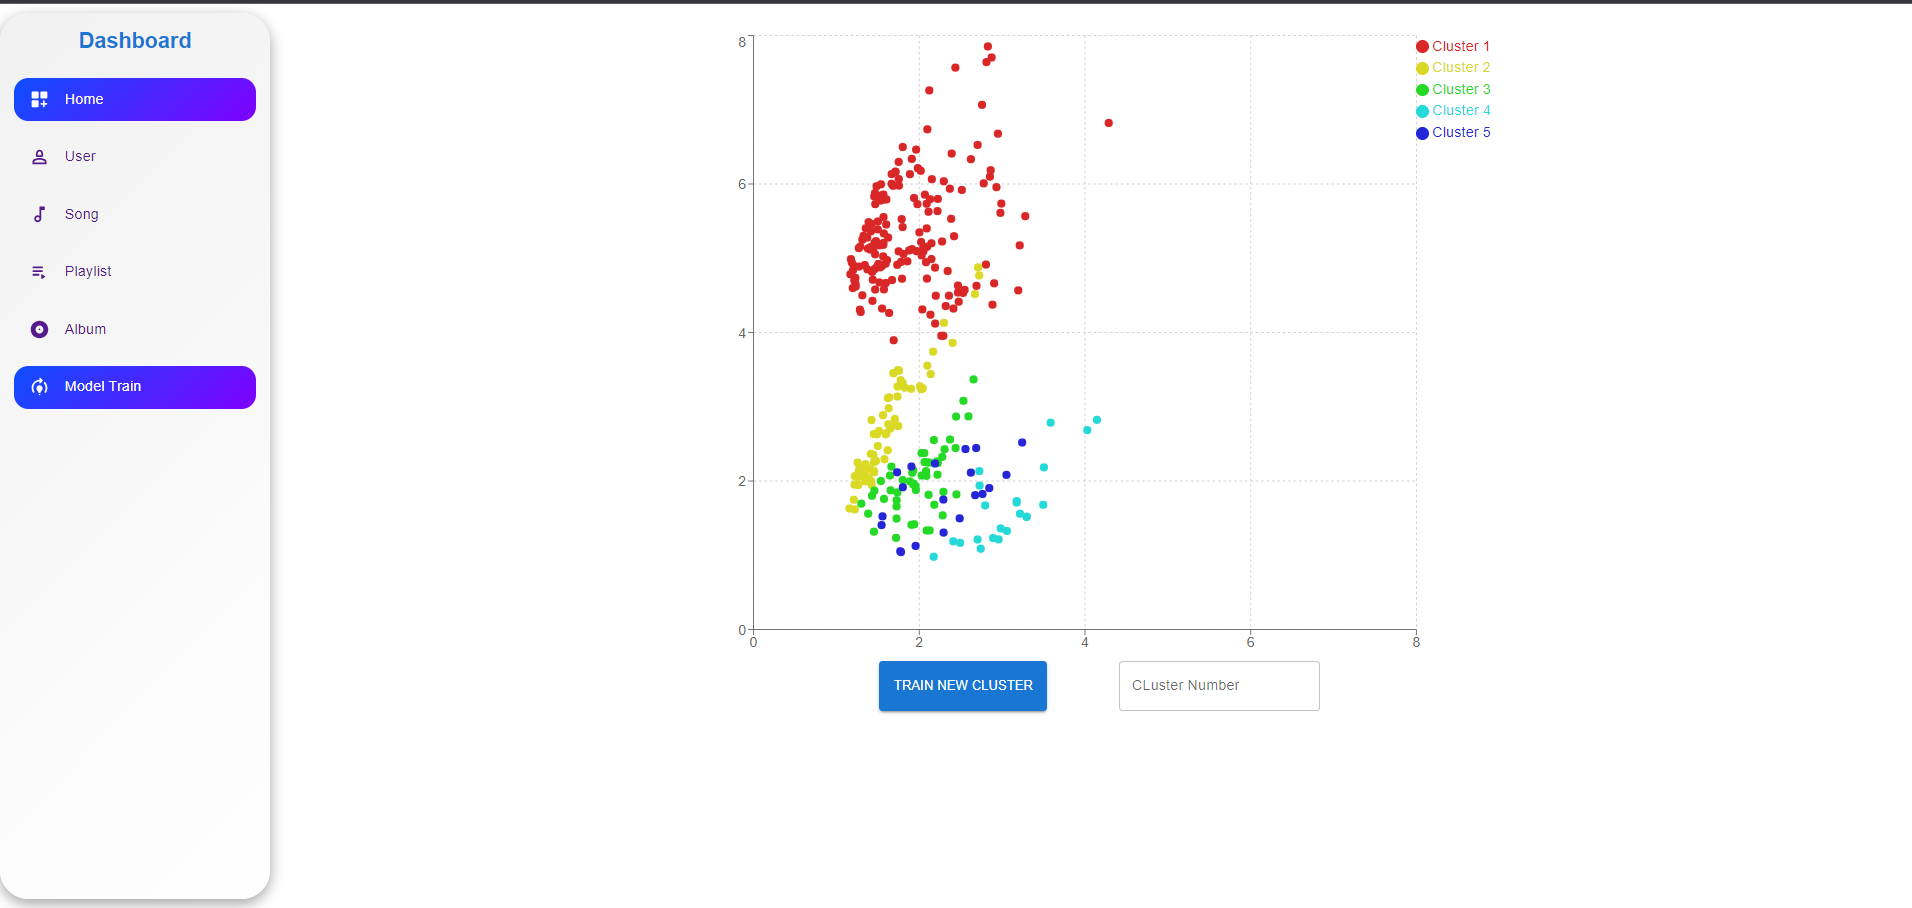 Dashboard
Home
User
Song
Playlist
Album
Model Train
8
6
4
2
0
0 2 4 6 8
Cluster 1
Cluster 2
Cluster 3
Cluster 4
Cluster 5
TRAIN NEW CLUSTER
CLuster Number